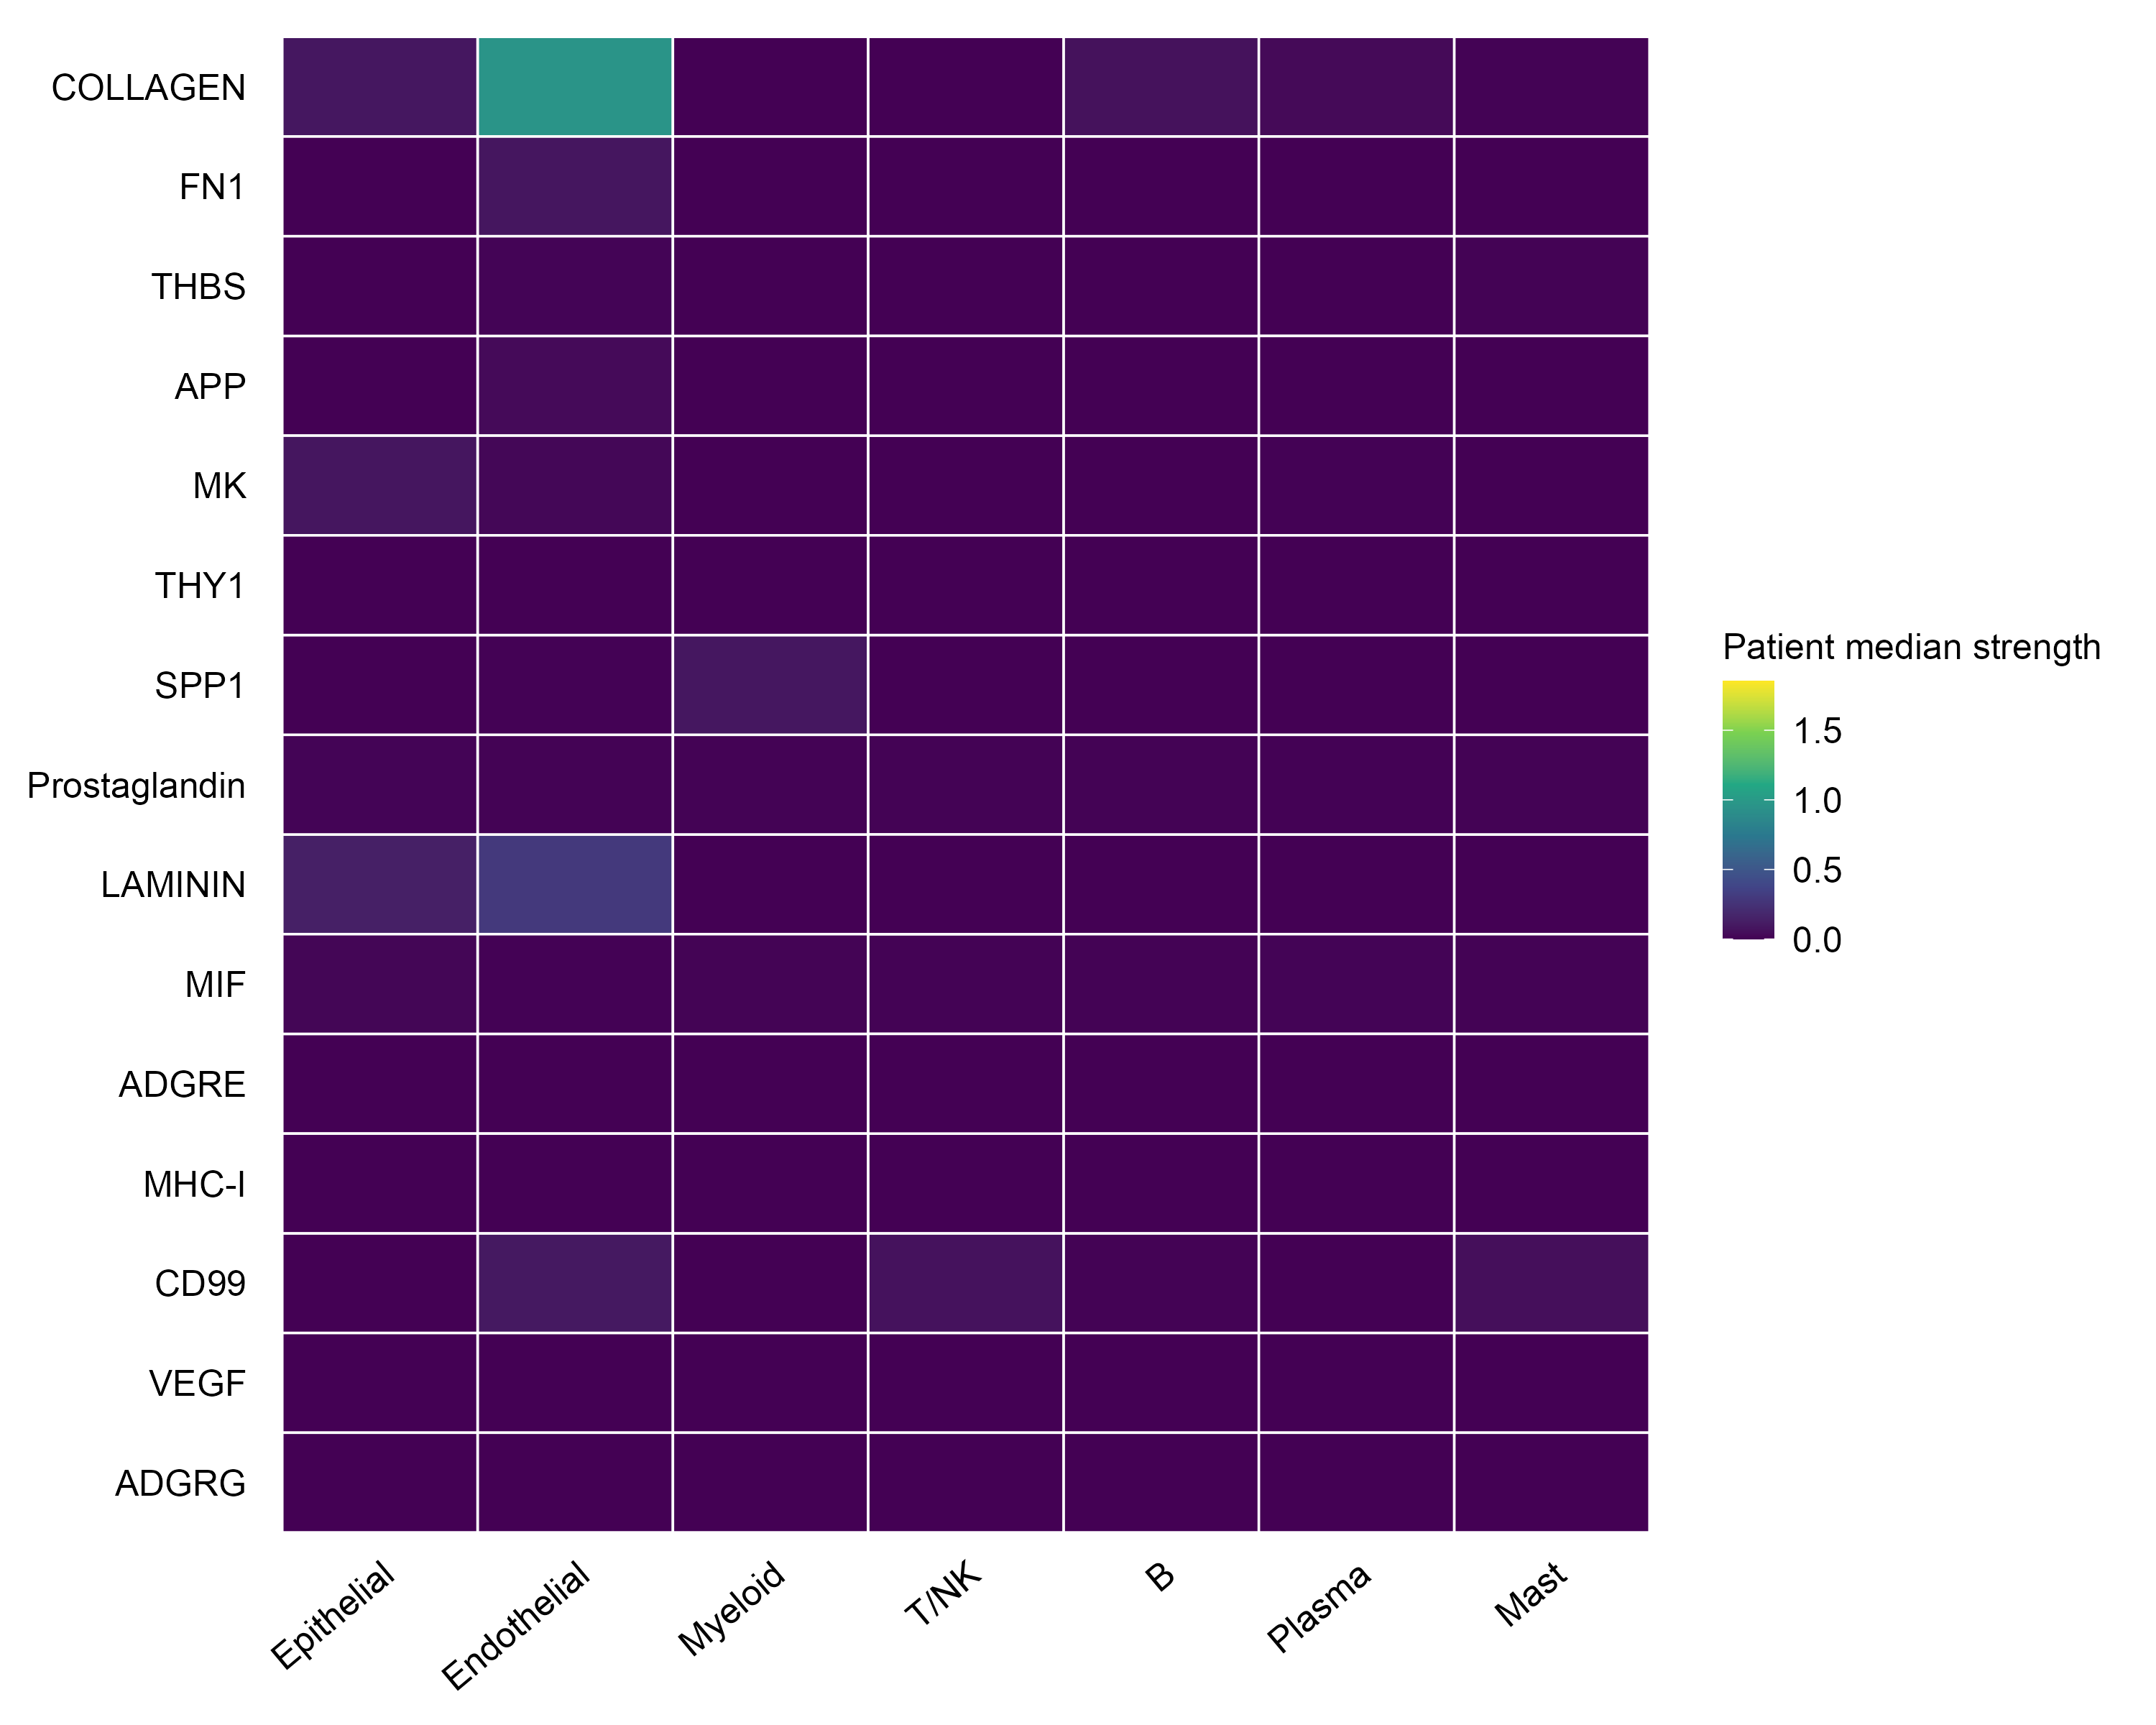 COLLAGEN
FN1
THBS
APP
MK
THY1
SPP1
Prostaglandin
LAMININ
MIF
ADGRE
MHC-I
CD99
VEGF
ADGRG
Epithelial
Endothelial
Myeloid
T/NK
B
Plasma
Mast
Patient median strength
1.5
1.0
0.5
0.0